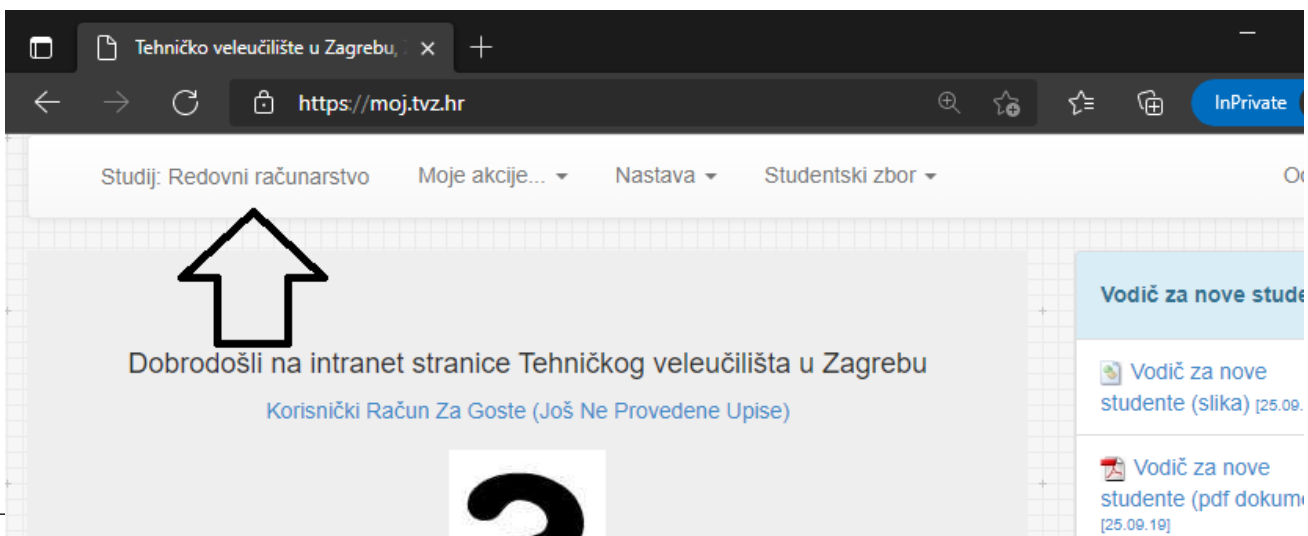 Tehničko veleučilište u Zagrebu,
https://moj.tvz.hr
InPrivate
Studij: Redovni računarstvo Moje akcije... Nastava Studentski zbor
Dobrodošli na intranet stranice Tehničkog veleučilišta u Zagrebu
Korisnički Račun Za Goste (Još Ne Provedene Upise)
Vodič za nove
Vodič za nove
studente (slika) [25.09.
Vodič za nove
studente (pdf
[25.09.19]